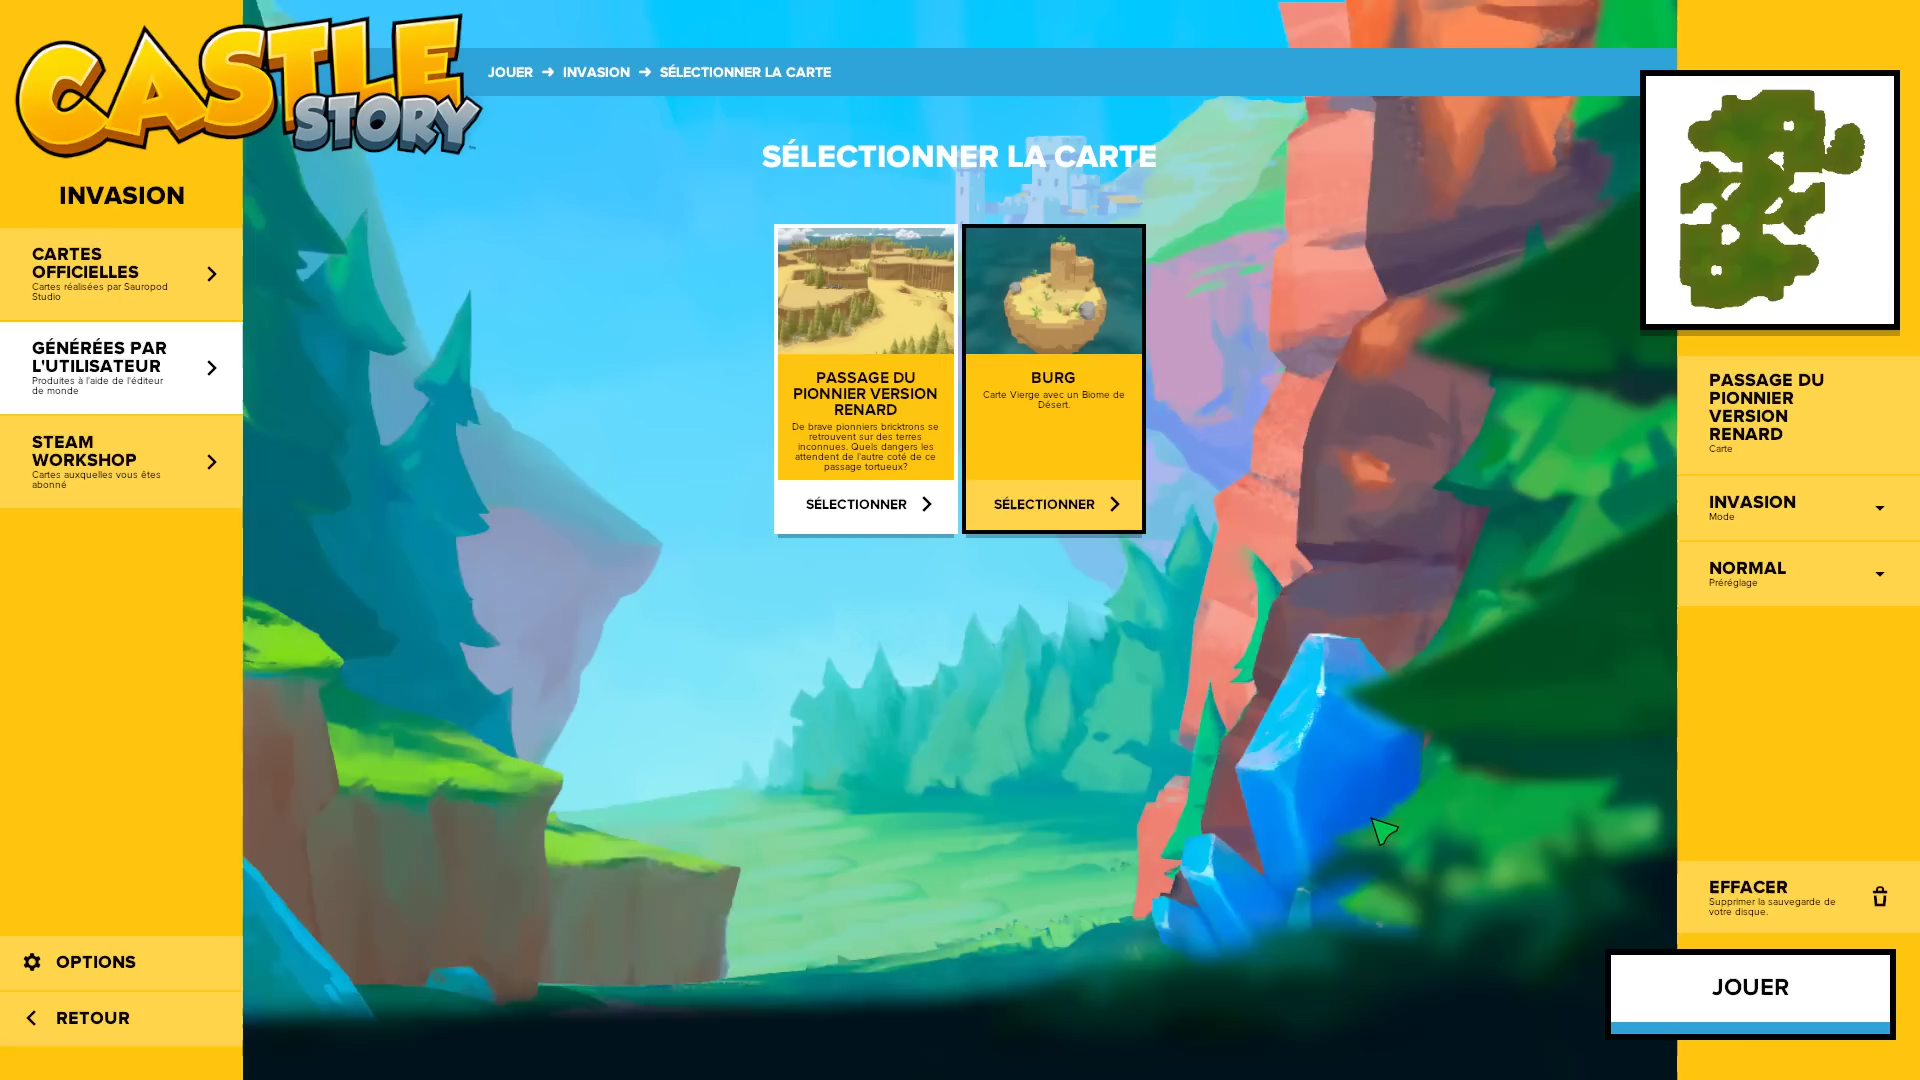 CASTLE
STORY
JOUER → INVASION → SÉLECTIONNER LA CARTE
INVASION
CARTES
OFFICIELLES
Cartes réalisées par Sauropod
Studio
GÉNÉRÉES PAR
L'UTILISATEUR
Produites à l'aide de l'éditeur
de monde
STEAM
WORKSHOP
Cartes auxquelles vous êtes
abonné
OPTIONS
RETOUR
SÉLECTIONNER LA CARTE
PASSAGE DU
PIONNIER VERSION
RENARD
De brave pionniers bricktrons se
retrouvent sur des terres
inconnues. Quels dangers les
attendent de l'autre coté de ce
passage tortueux?
SÉLECTIONNER
BURG
Carte Vierge avec un Biome de
Désert.
SÉLECTIONNER
PASSAGE DU
PIONNIER
VERSION
RENARD
Carte
INVASION
Mode
NORMAL
Préréglage
EFFACER
Supprimer la sauvegarde de
votre disque.
JOUER